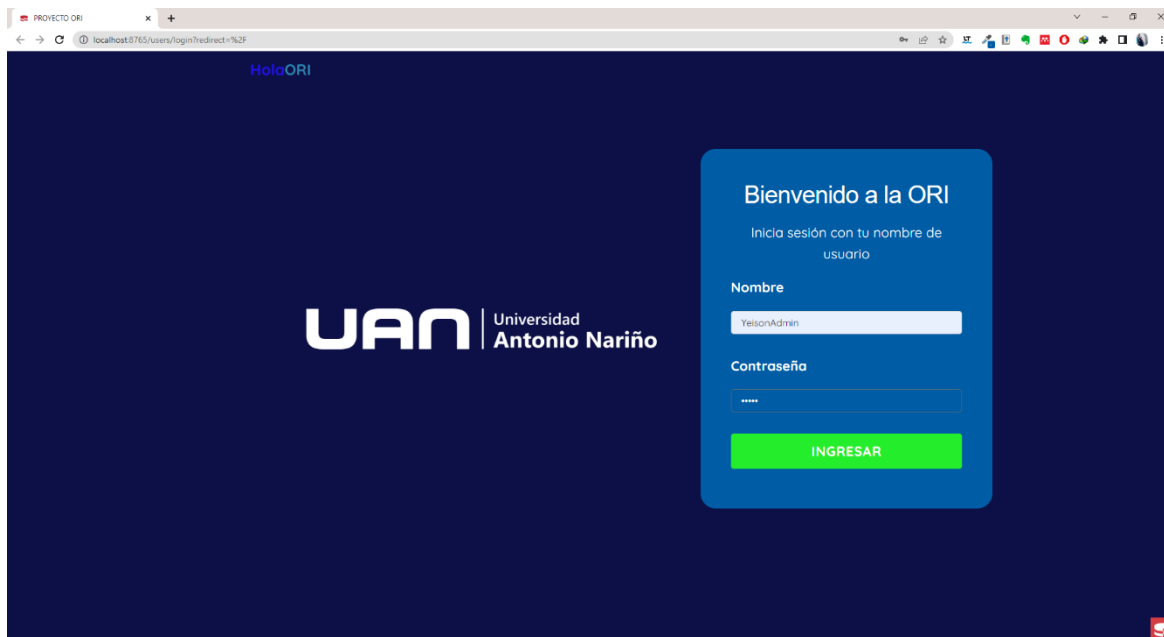 PROYECTO ORI
localhost:8765/users/login?redirect=%2F
HolaORI
Bienvenido a la ORI
Inicia sesión con tu nombre de
usuario
Nombre
YeisonAdmin
Contraseña
•••••
INGRESAR
UAN
Universidad
Antonio Nariño